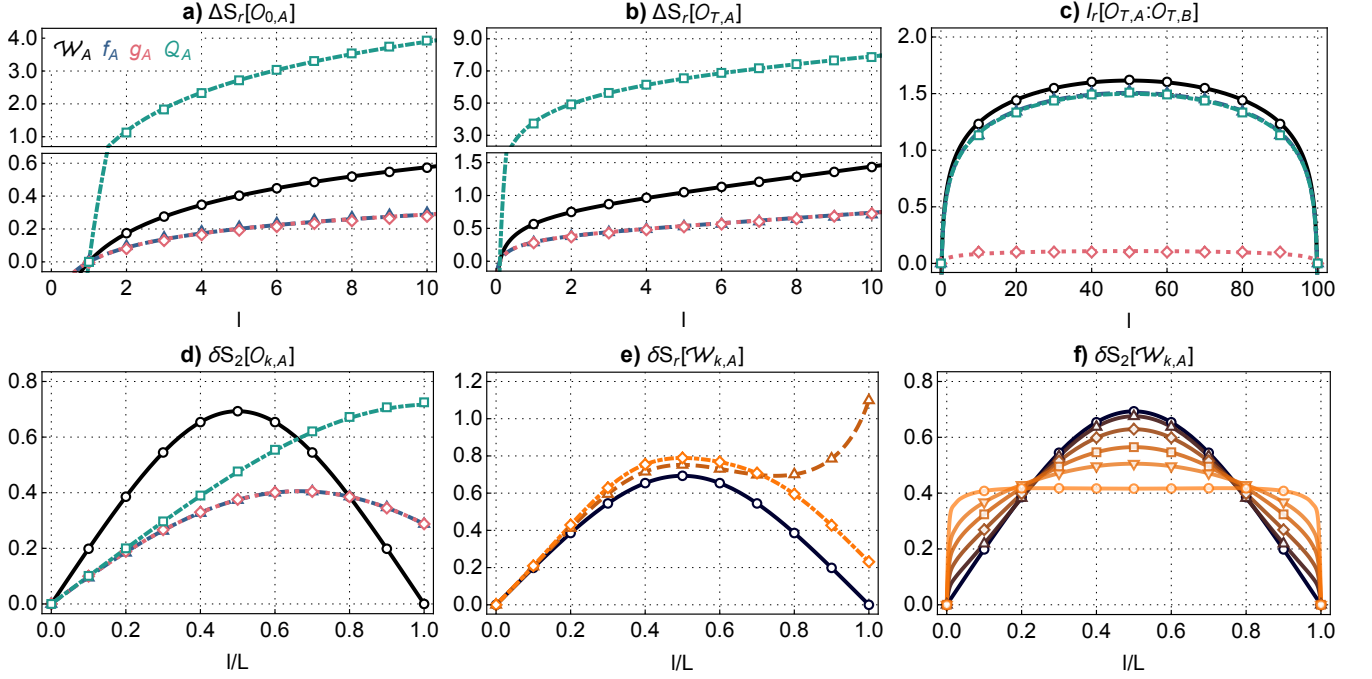 a) ΔS_r[O_{0,A}]
4.0
3.0
2.0
1.0
0.6
0.4
0.2
0.0
𝒲_A f_A g_A Q_A
0 2 4 6 8 10
l
b) ΔS_r[O_{T,A}]
9.0
7.0
5.0
3.0
1.5
1.0
0.5
0.0
0 2 4 6 8 10
l
c) I_r[O_{T,A}:O_{T,B}]
2.0
1.5
1.0
0.5
0.0
0 20 40 60 80 100
l
d) δS_2[O_{k,A}]
0.8
0.6
0.4
0.2
0.0
0.0 0.2 0.4 0.6 0.8 1.0
l/L
e) δS_r[𝒲_{k,A}]
1.2
1.0
0.8
0.6
0.4
0.2
0.0
0.0 0.2 0.4 0.6 0.8 1.0
l/L
f) δS_2[𝒲_{k,A}]
0.8
0.6
0.4
0.2
0.0
0.0 0.2 0.4 0.6 0.8 1.0
l/L